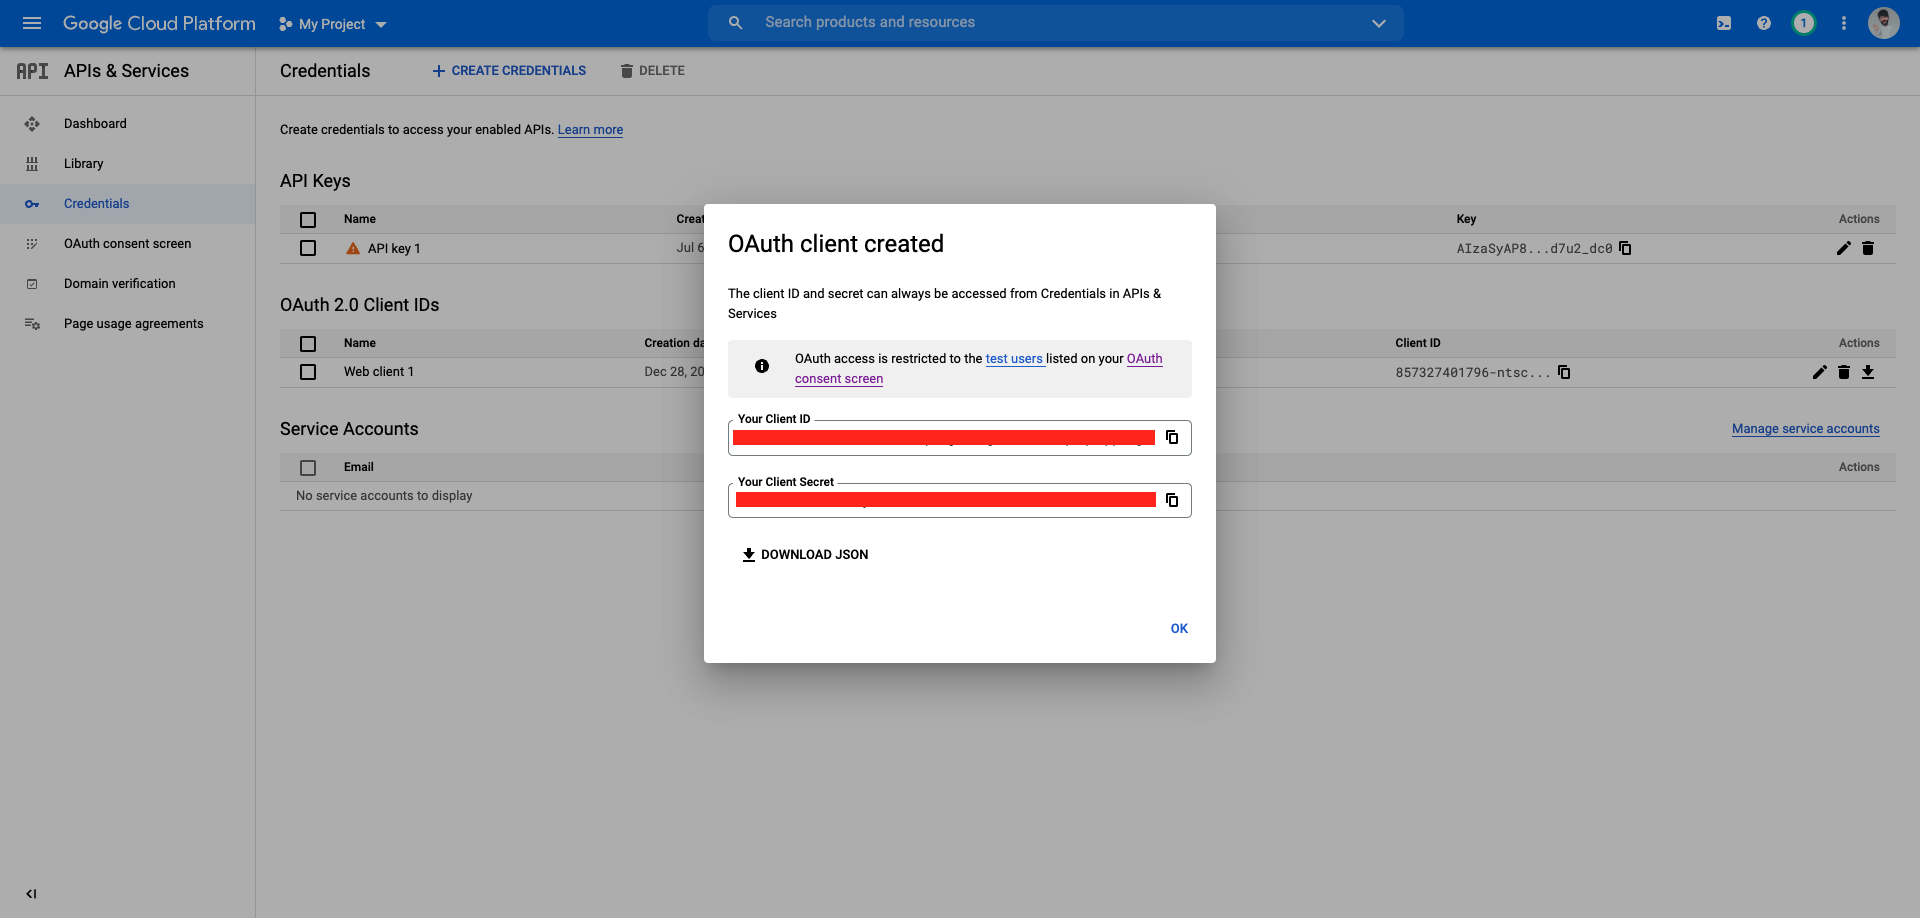 Google Cloud Platform
My Project
Search products and resources
1
API
APIs & Services
Credentials
CREATE CREDENTIALS
DELETE
Dashboard
Library
Credentials
OAuth consent screen
Domain verification
Page usage agreements
Create credentials to access your enabled APIs. Learn more
API Keys
Name
Creat
Key
Actions
API key 1
Jul 6
AIzaSyAP8...d7u2_dc0
OAuth 2.0 Client IDs
Name
Creation da
Client ID
Actions
Web client 1
Dec 28, 20
857327401796-ntsc...
Service Accounts
Manage service accounts
Email
Actions
No service accounts to display
OAuth client created
The client ID and secret can always be accessed from Credentials in APIs &
Services
OAuth access is restricted to the test users listed on your OAuth
consent screen
Your Client ID
Your Client Secret
DOWNLOAD JSON
OK